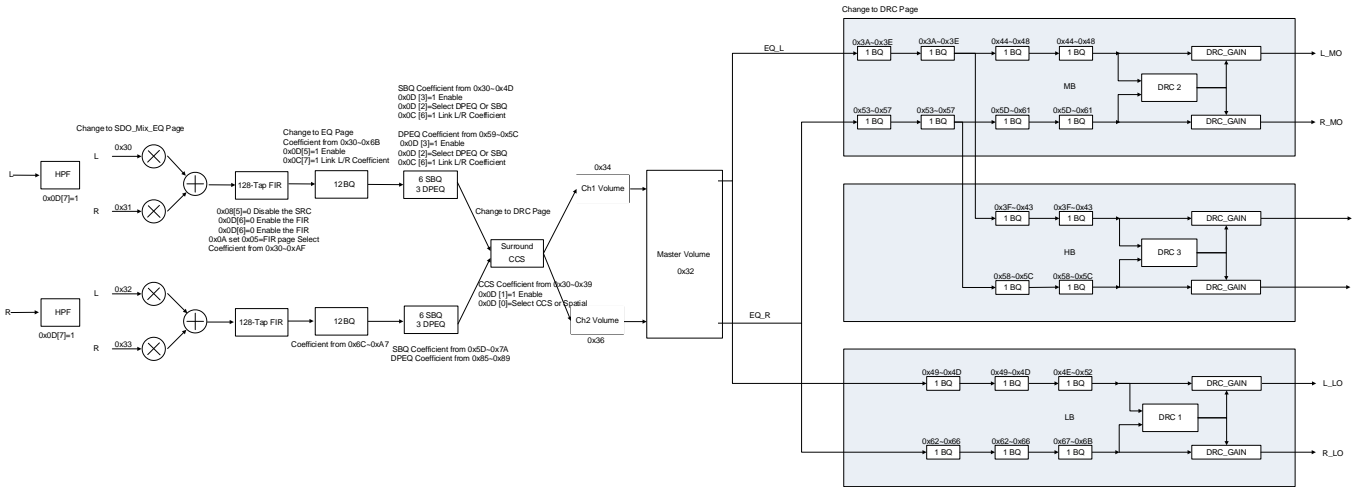 Change to DRC Page
EQ_L
0x3A~0x3E
0x3A~0x3E
0x44~0x48
0x44~0x48
1 BQ
1 BQ
1 BQ
1 BQ
DRC_GAIN
L_MO
MB
DRC 2
0x53~0x57
0x53~0x57
0x5D~0x61
0x5D~0x61
1 BQ
1 BQ
1 BQ
1 BQ
DRC_GAIN
R_MO
SBQ Coefficient from 0x30~0x4D
0x0D [3]=1 Enable
0x0D [2]=Select DPEQ Or SBQ
0x0C [6]=1 Link L/R Coefficient
DPEQ Coefficient from 0x59~0x5C
0x0D [3]=1 Enable
0x0D [2]=Select DPEQ Or SBQ
0x0C [6]=1 Link L/R Coefficient
Change to SDO_Mix_EQ Page
Change to EQ Page
Coefficient from 0x30~0x6B
0x0D[5]=1 Enable
0x0C[7]=1 Link L/R Coefficient
L
HPF
0x0D[7]=1
L
0x30
R
0x31
128-Tap FIR
12 BQ
6 SBQ
3 DPEQ
0x08[5]=0 Disable the SRC
0x0D[6]=0 Enable the FIR
0x0D[6]=0 Enable the FIR
0x0A set 0x05=FIR page Select
Coefficient from 0x30~0xAF
Change to DRC Page
Surround
CCS
CCS Coefficient from 0x30~0x39
0x0D [1]=1 Enable
0x0D [0]=Select CCS or Spatial
0x34
Ch1 Volume
Master Volume
0x32
Ch2 Volume
0x36
EQ_R
0x3F~0x43
0x3F~0x43
1 BQ
1 BQ
DRC_GAIN
HB
DRC 3
0x58~0x5C
0x58~0x5C
1 BQ
1 BQ
DRC_GAIN
R
HPF
0x0D[7]=1
L
0x32
R
0x33
128-Tap FIR
12 BQ
6 SBQ
3 DPEQ
Coefficient from 0x6C~0xA7
SBQ Coefficient from 0x5D~0x7A
DPEQ Coefficient from 0x85~0x89
0x49~0x4D
0x49~0x4D
0x4E~0x52
1 BQ
1 BQ
1 BQ
DRC_GAIN
L_LO
LB
DRC 1
0x62~0x66
0x62~0x66
0x67~0x6B
1 BQ
1 BQ
1 BQ
DRC_GAIN
R_LO